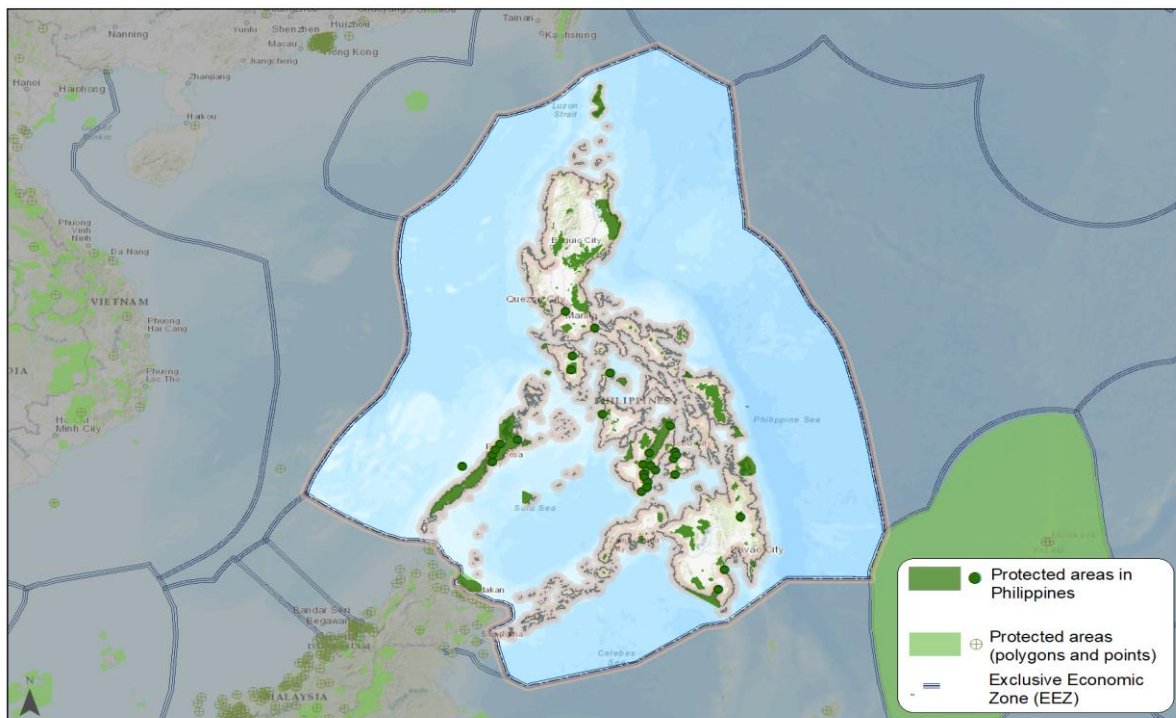 Nanning
Yunfu
Shenzhen
Huizhou
Macau
Hong Kong
Jiangcheng
Tainan
Kaohsiung
Hanoi
Haiphong
Zhanjiang
Haikou
Luzon
Strait
Phuong
Vinh
Ninh
Da Nang
Baguio City
VIETNAM
Quezon City
Manila
Phuong
Hai Cang
Phuong
Loc Tho
PHILIPPINES
Philippine Sea
Minh City
Sulu Sea
Davao City
Bandar Seri
Begawan
Celebes
Sea
MALAYSIA
N
Protected areas in
Philippines
Protected areas
(polygons and points)
Exclusive Economic
Zone (EEZ)